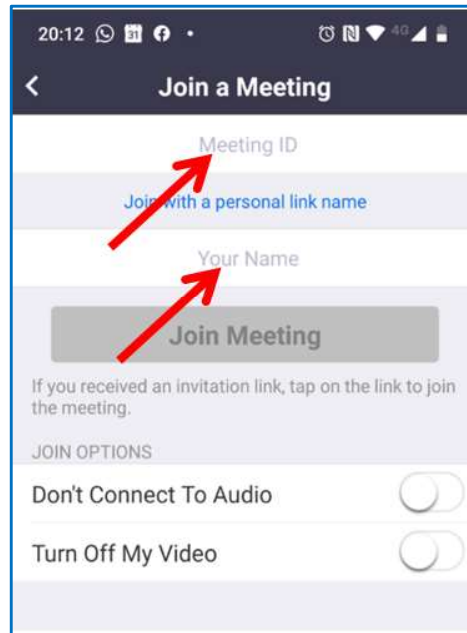 20:12 31 4G
Join a Meeting
Meeting ID
Join with a personal link name
Your Name
Join Meeting
If you received an invitation link, tap on the link to join
the meeting.
JOIN OPTIONS
Don't Connect To Audio
Turn Off My Video